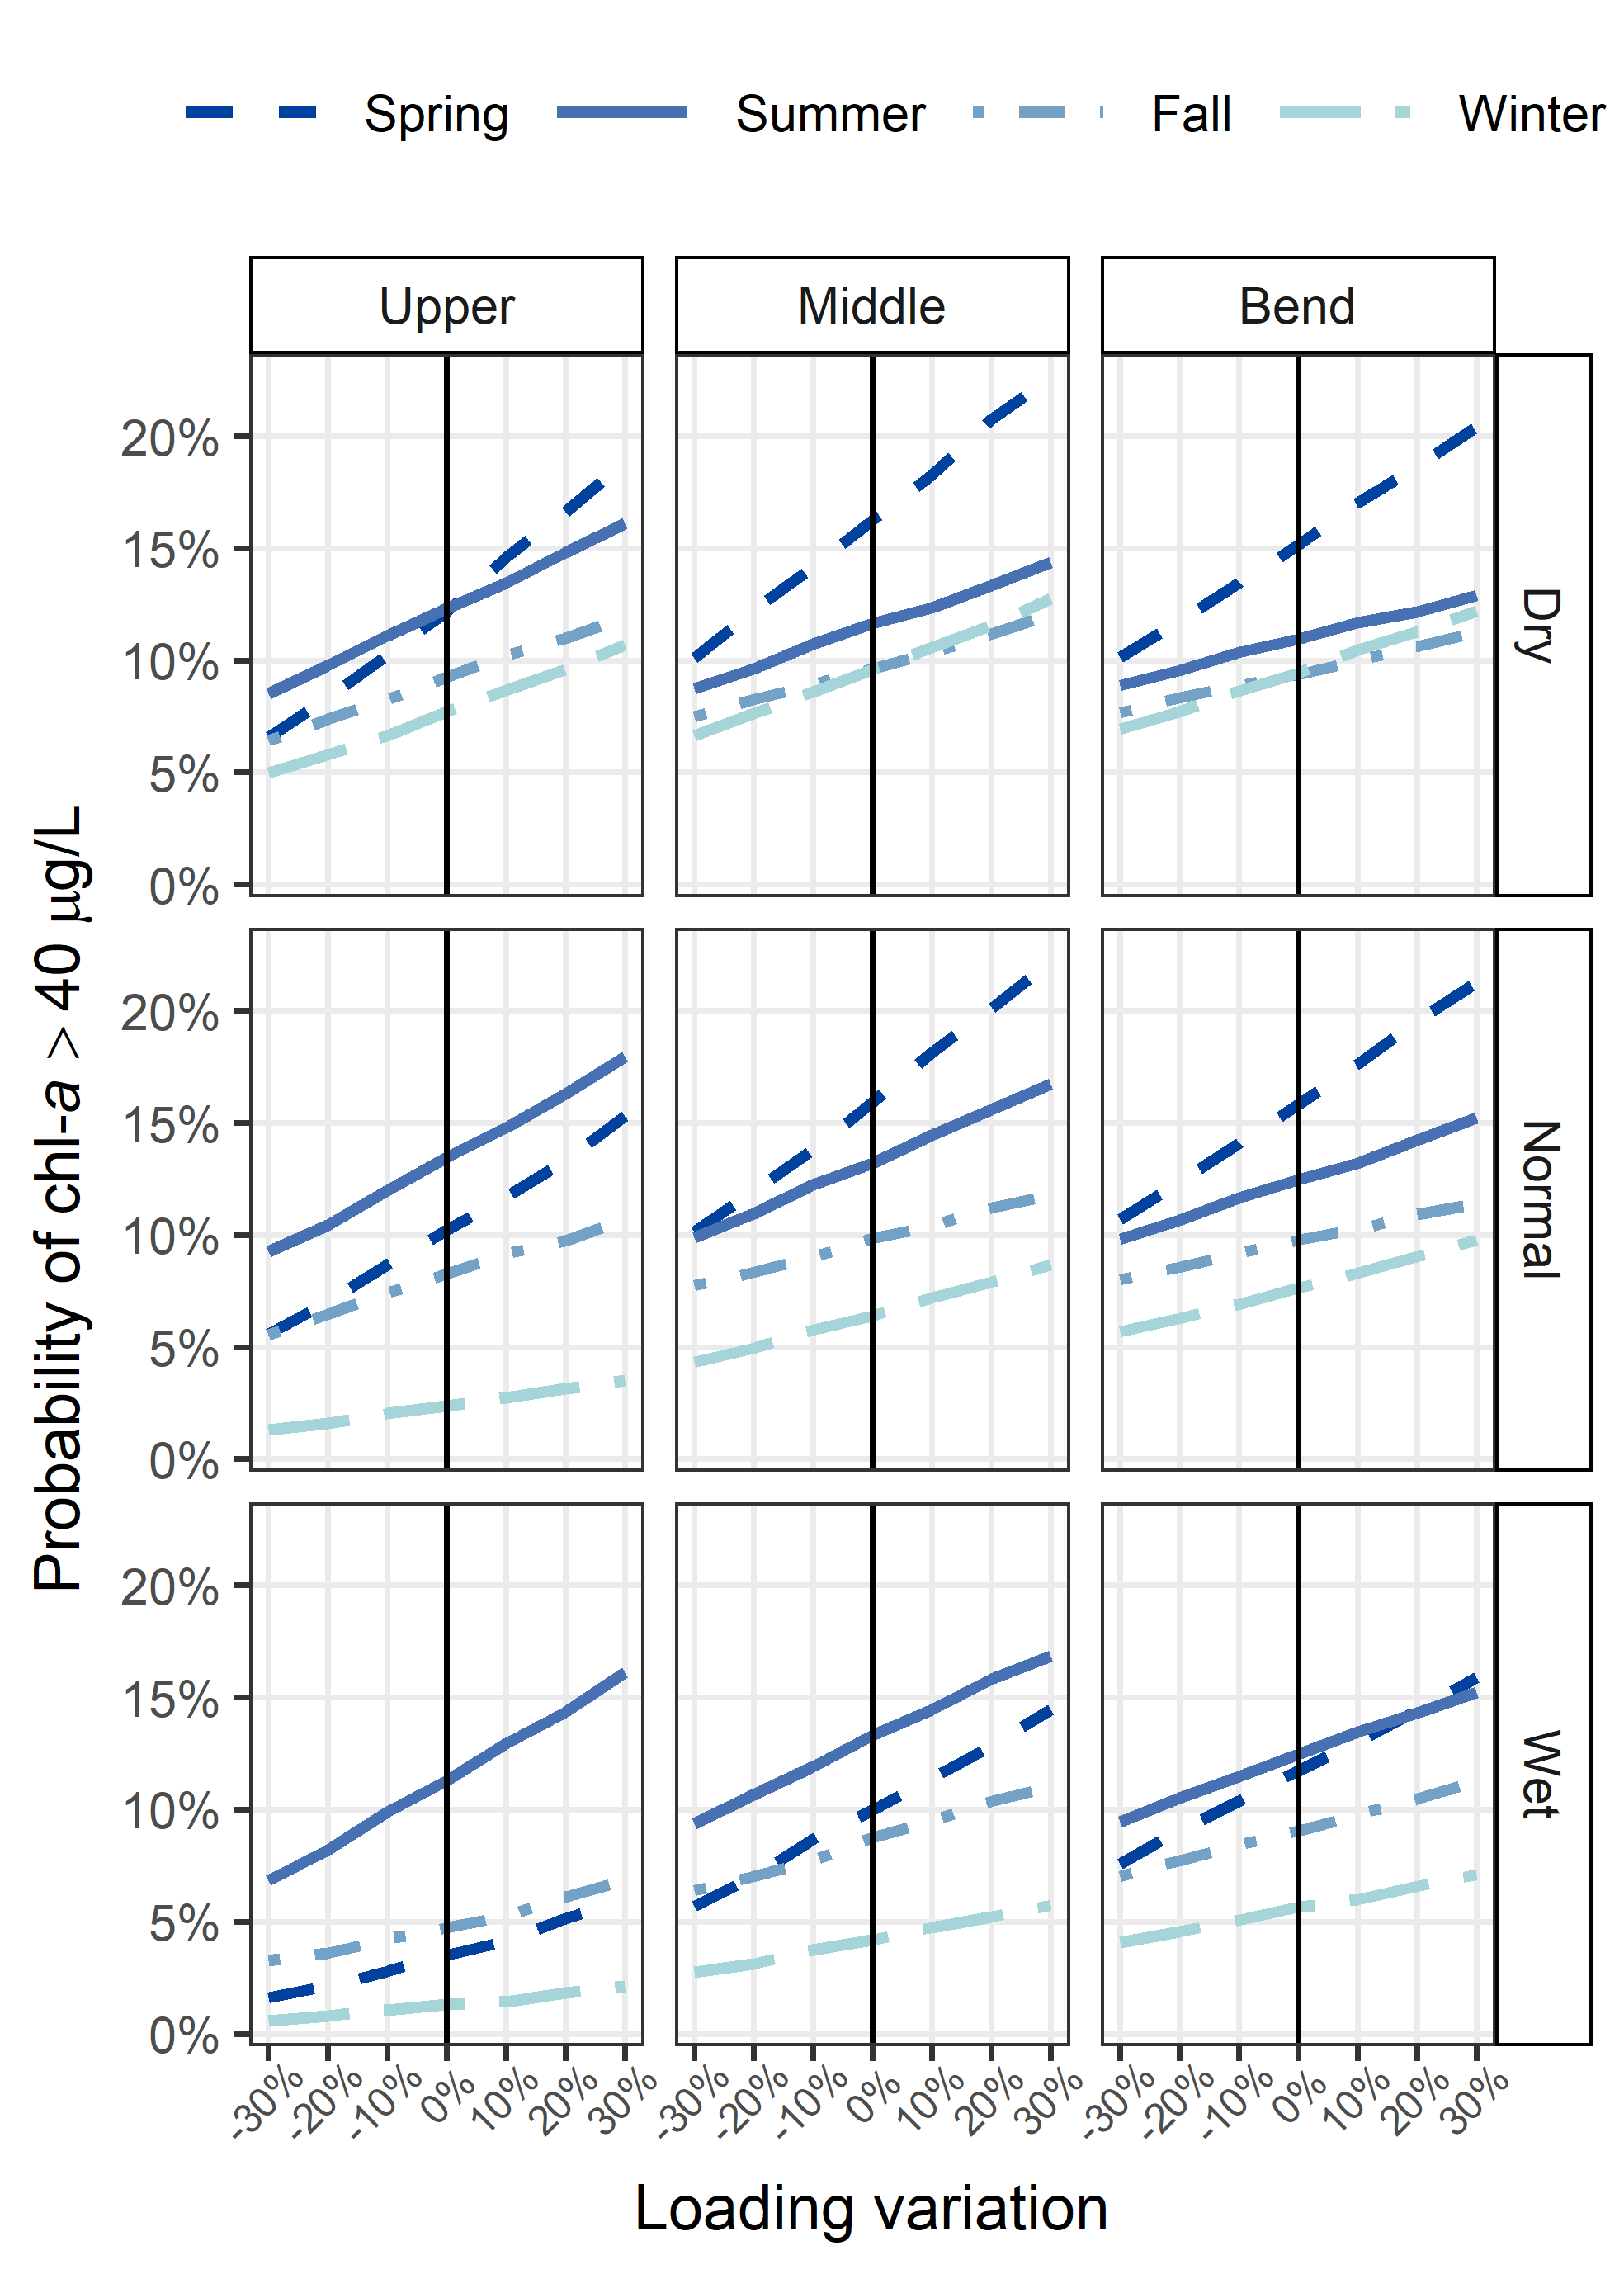 Spring Summer Fall Winter
Upper Middle Bend
Probability of chl-a > 40 μg/L
20%
15%
10%
5%
0%
Dry
20%
15%
10%
5%
0%
Normal
20%
15%
10%
5%
0%
Wet
-30% -20% -10% 0% 10% 20% 30% -30% -20% -10% 0% 10% 20% 30% -30% -20% -10% 0% 10% 20% 30%
Loading variation